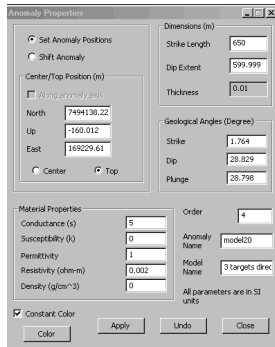 Anomaly Properties
Set Anomaly Positions
Shift Anomaly
Center/Top Position (m)
Along anomaly axis
North 7494138.22
Up -160.012
East 169229.61
Center Top
Dimensions (m)
Strike Length 650
Dip Extent 599.999
Thickness 0.01
Geological Angles (Degree)
Strike 1.764
Dip 28.829
Plunge 28.798
Material Properties
Conductance (s) 5
Susceptibility (k) 0
Permittivity 1
Resistivity (ohm-m) 0.002
Density (g/cm^3) 0
Order 4
Anomaly Name model20
Model Name 3 targets direc
All parameters are in SI
units
Constant Color
Color Apply Undo Close